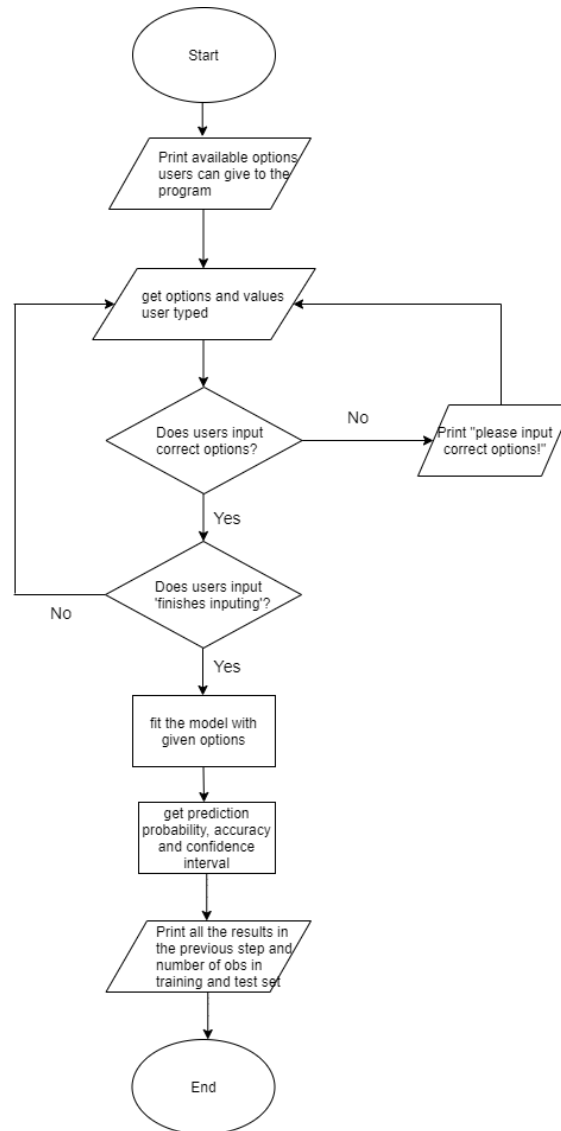 Start
Print available options
users can give to the
program
get options and values
user typed
Does users input
correct options?
No
Print "please input
correct options!"
Yes
Does users input
'finishes inputing'?
No
Yes
fit the model with
given options
get prediction
probability, accuracy
and confidence
interval
Print all the results in
the previous step and
number of obs in
training and test set
End